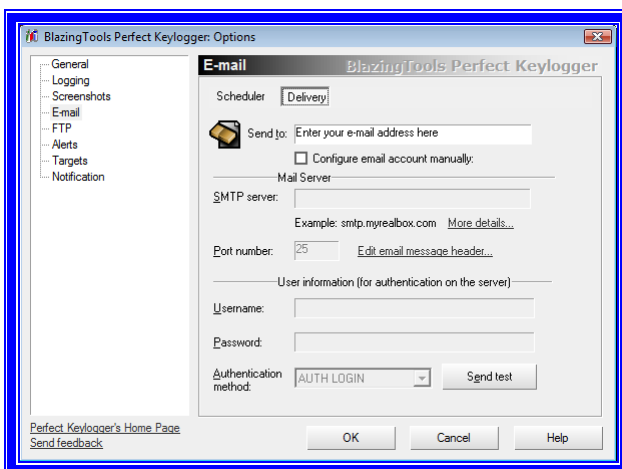 BlazingTools Perfect Keylogger: Options
General
Logging
Screenshots
E-mail
FTP
Alerts
Targets
Notification
E-mail BlazingTools Perfect Keylogger
Scheduler Delivery
Send to: Enter your e-mail address here
Configure email account manually:
Mail Server
SMTP server:
Example: smtp.myrealbox.com More details...
Port number: 25 Edit email message header...
User information (for authentication on the server)
Username:
Password:
Authentication
method: AUTH LOGIN Send test
Perfect Keylogger's Home Page
Send feedback
OK Cancel Help